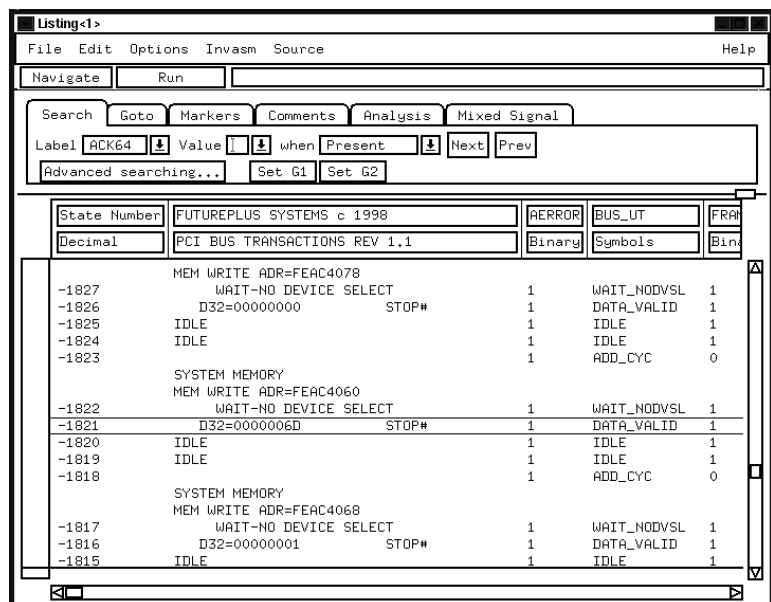 Listing<1>
File Edit Options Invasm Source Help
Navigate Run
Search Goto Markers Comments Analysis Mixed Signal
Label ACK64 Value when Present Next Prev
Advanced searching... Set G1 Set G2
State Number FUTUREPLUS SYSTEMS c 1998 AERROR BUS_UT FRAM
Decimal PCI BUS TRANSACTIONS REV 1.1 Binary Symbols Bina
MEM WRITE ADR=FEAC4078
-1827 WAIT-NO DEVICE SELECT 1 WAIT_NODVSL 1
-1826 D32=00000000 STOP# 1 DATA_VALID 1
-1825 IDLE 1 IDLE 1
-1824 IDLE 1 IDLE 1
-1823 1 ADD_CYC 0
SYSTEM MEMORY
MEM WRITE ADR=FEAC4060
-1822 WAIT-NO DEVICE SELECT 1 WAIT_NODVSL 1
-1821 D32=0000006D STOP# 1 DATA_VALID 1
-1820 IDLE 1 IDLE 1
-1819 IDLE 1 IDLE 1
-1818 1 ADD_CYC 0
SYSTEM MEMORY
MEM WRITE ADR=FEAC4068
-1817 WAIT-NO DEVICE SELECT 1 WAIT_NODVSL 1
-1816 D32=00000001 STOP# 1 DATA_VALID 1
-1815 IDLE 1 IDLE 1